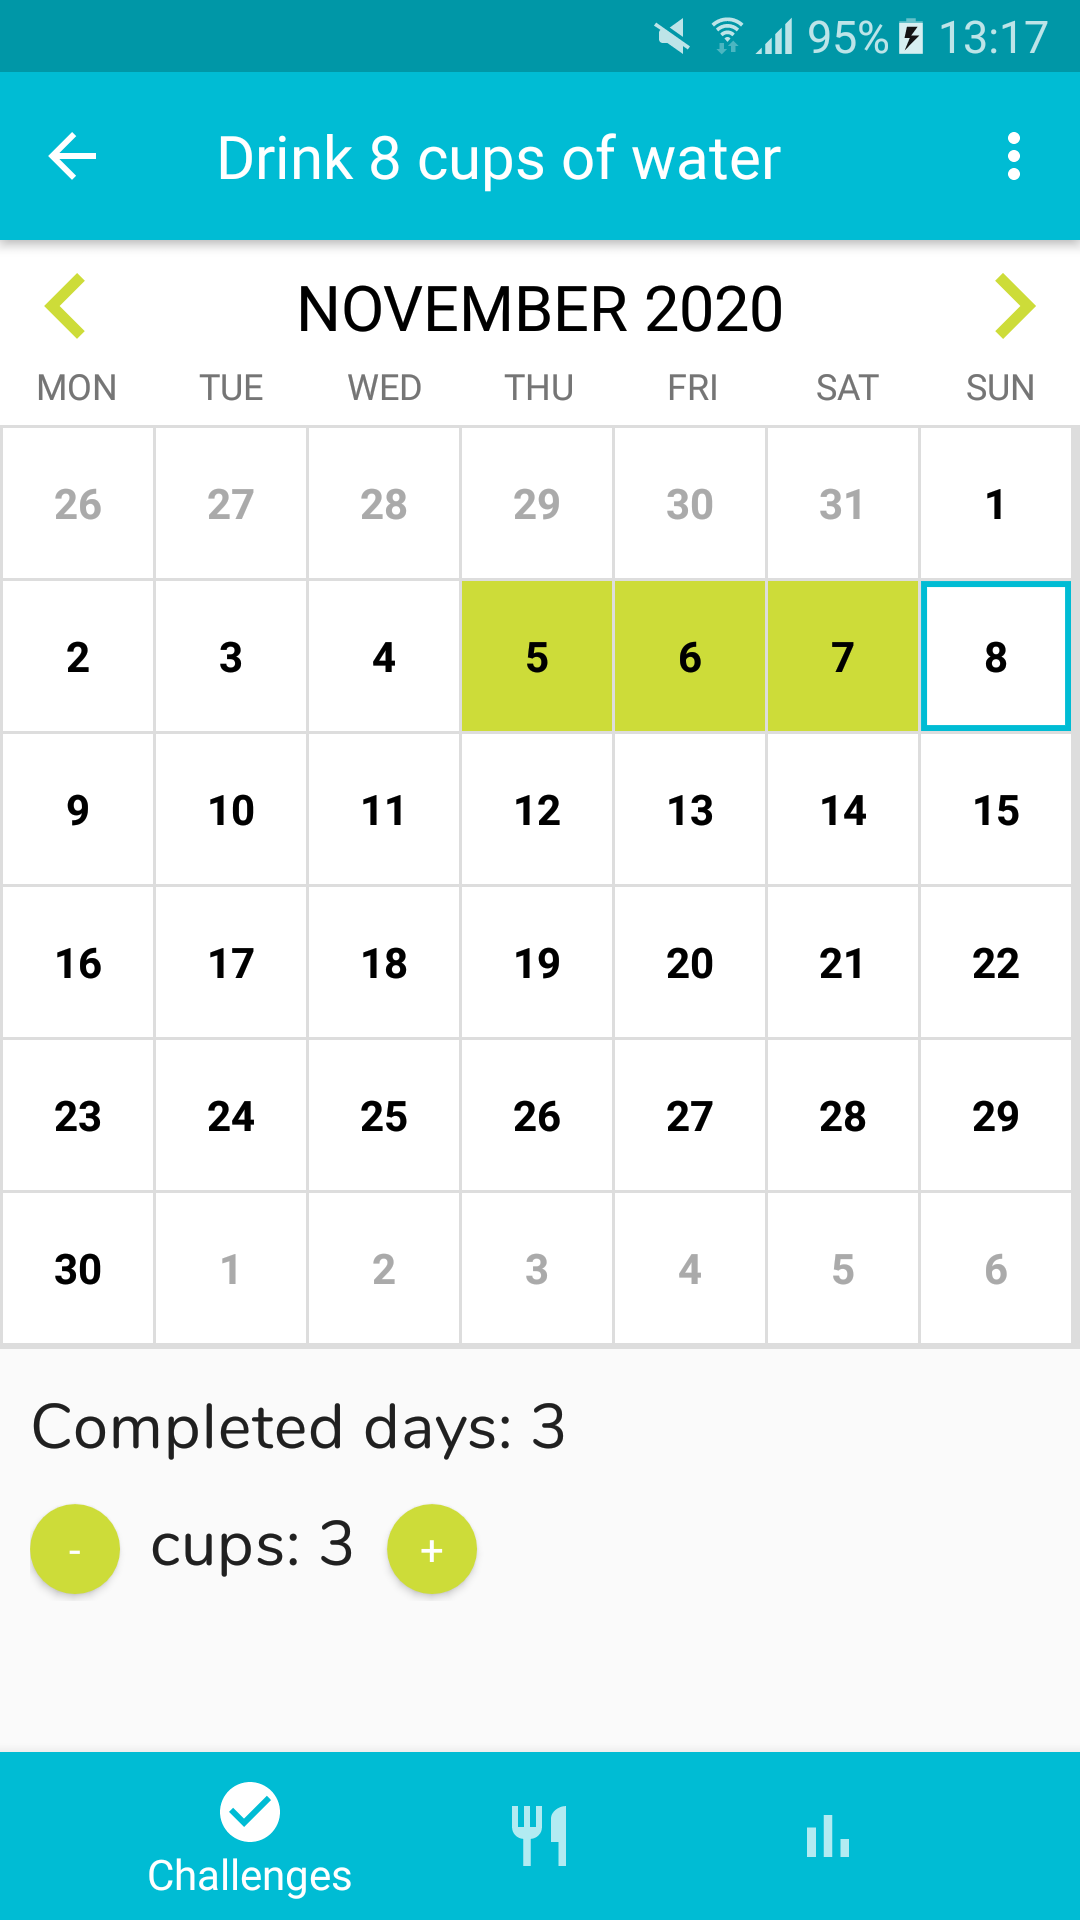 95% 13:17
Drink 8 cups of water
NOVEMBER 2020
MON TUE WED THU FRI SAT SUN
26 27 28 29 30 31 1
2 3 4 5 6 7 8
9 10 11 12 13 14 15
16 17 18 19 20 21 22
23 24 25 26 27 28 29
30 1 2 3 4 5 6
Completed days: 3
- cups: 3 +
Challenges